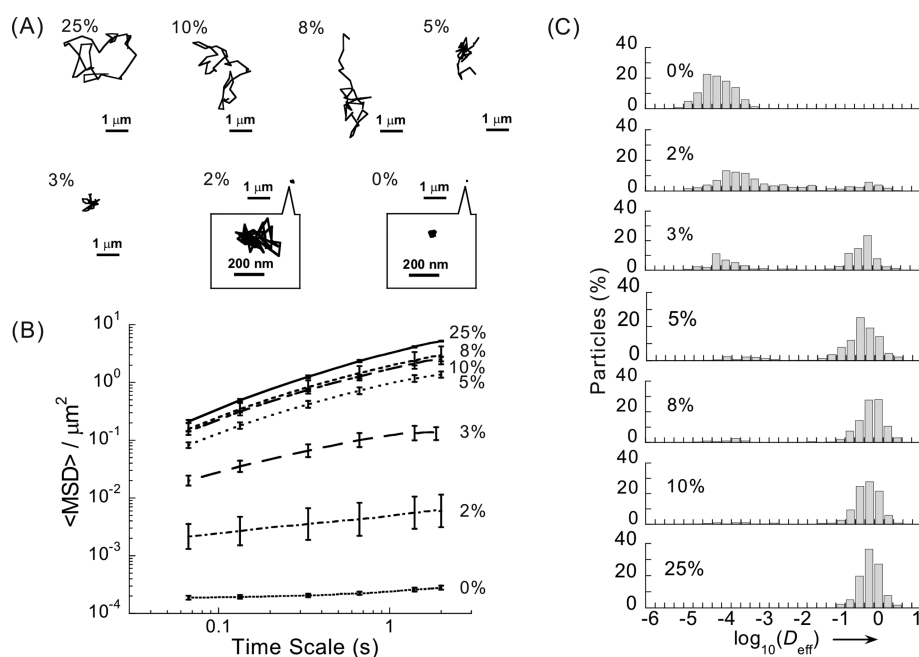 (A)
25%
10%
8%
5%
1 μm
1 μm
1 μm
1 μm
3%
2%
0%
1 μm
1 μm
1 μm
200 nm
200 nm
(B)
<MSD> / μm²
10¹
10⁰
10⁻¹
10⁻²
10⁻³
10⁻⁴
25%
8%
10%
5%
3%
2%
0%
0.1
1
Time Scale (s)
(C)
Particles (%)
40
20
0
0%
40
20
0
2%
40
20
0
3%
40
20
0
5%
40
20
0
8%
40
20
0
10%
40
20
0
25%
-6 -5 -4 -3 -2 -1 0 1
log₁₀(Deff)